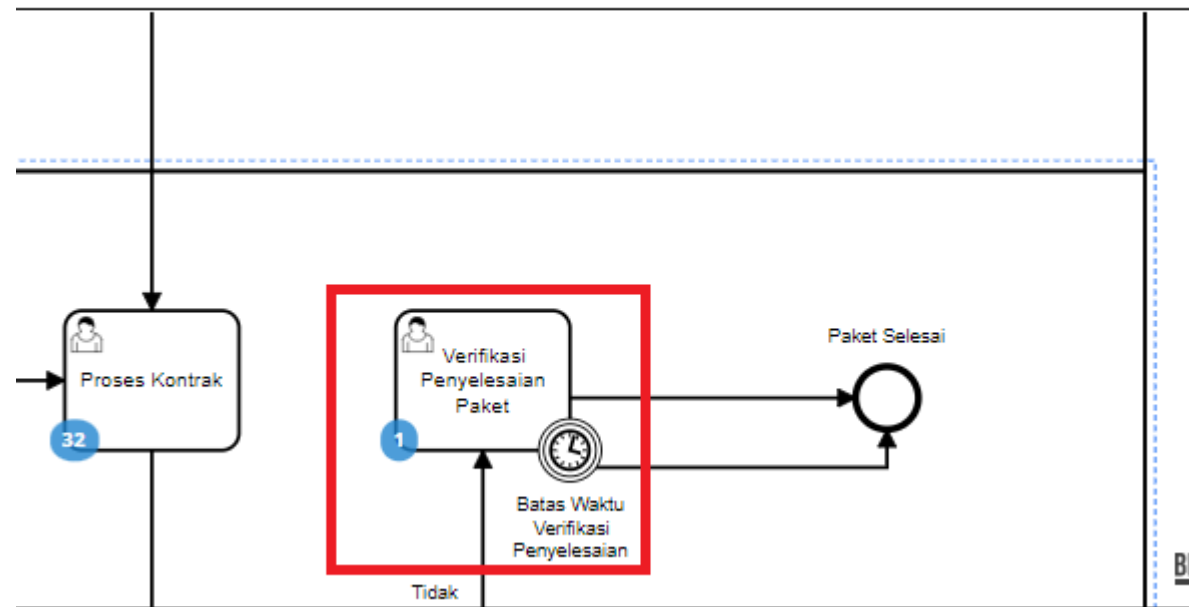 Proses Kontrak
32
Verifikasi
Penyelesaian
Paket
1
Batas Waktu
Verifikasi
Penyelesaian
Paket Selesai
Tidak